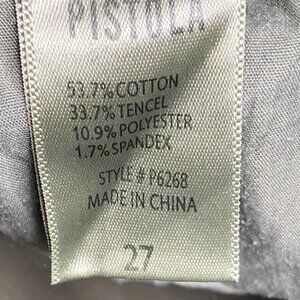 PISTOLA
53.7%COTTON
33.7%TENCEL
10.9%POLYESTER
1.7%SPANDEX
STYLE # P6268
MADE IN CHINA
27